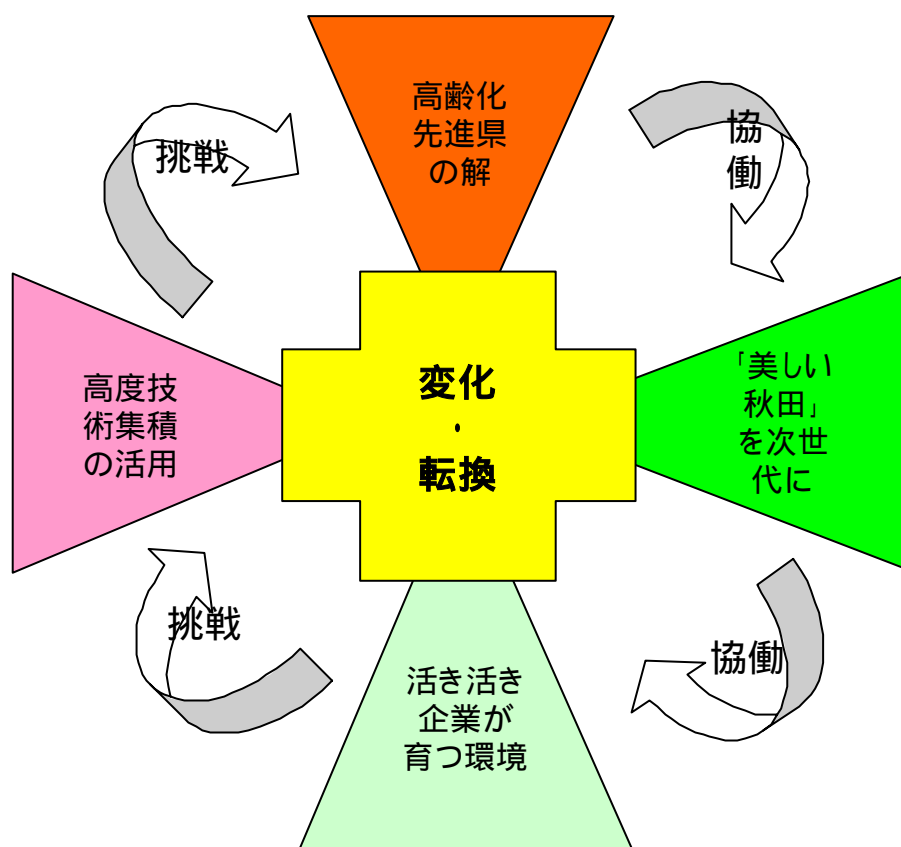 高齢化
先進県
の解
挑戦
協
働
高度技
術集積
の活用
変化
・
転換
「美しい
秋田」
を次世
代に
挑戦
協働
活き活き
企業が
育つ環境